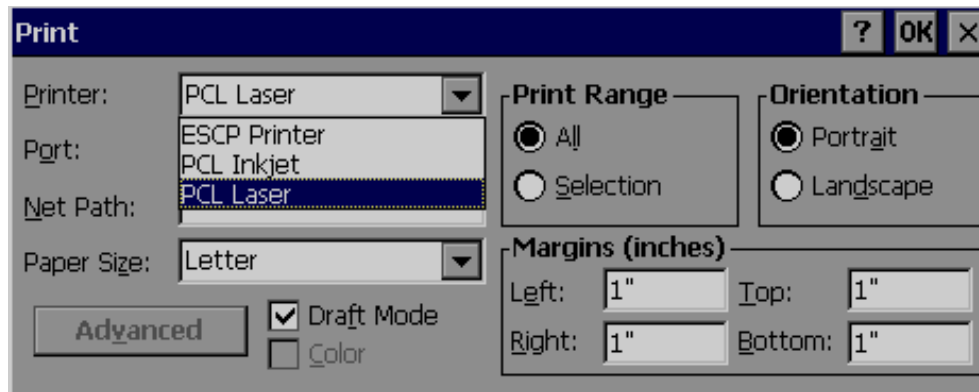 Print ? OK ×
Printer: PCL Laser
ESCP Printer
PCL Inkjet
PCL Laser
Port:
Net Path:
Paper Size: Letter
Advanced
Draft Mode
Color
Print Range
All
Selection
Orientation
Portrait
Landscape
Margins (inches)
Left: 1" Top: 1"
Right: 1" Bottom: 1"